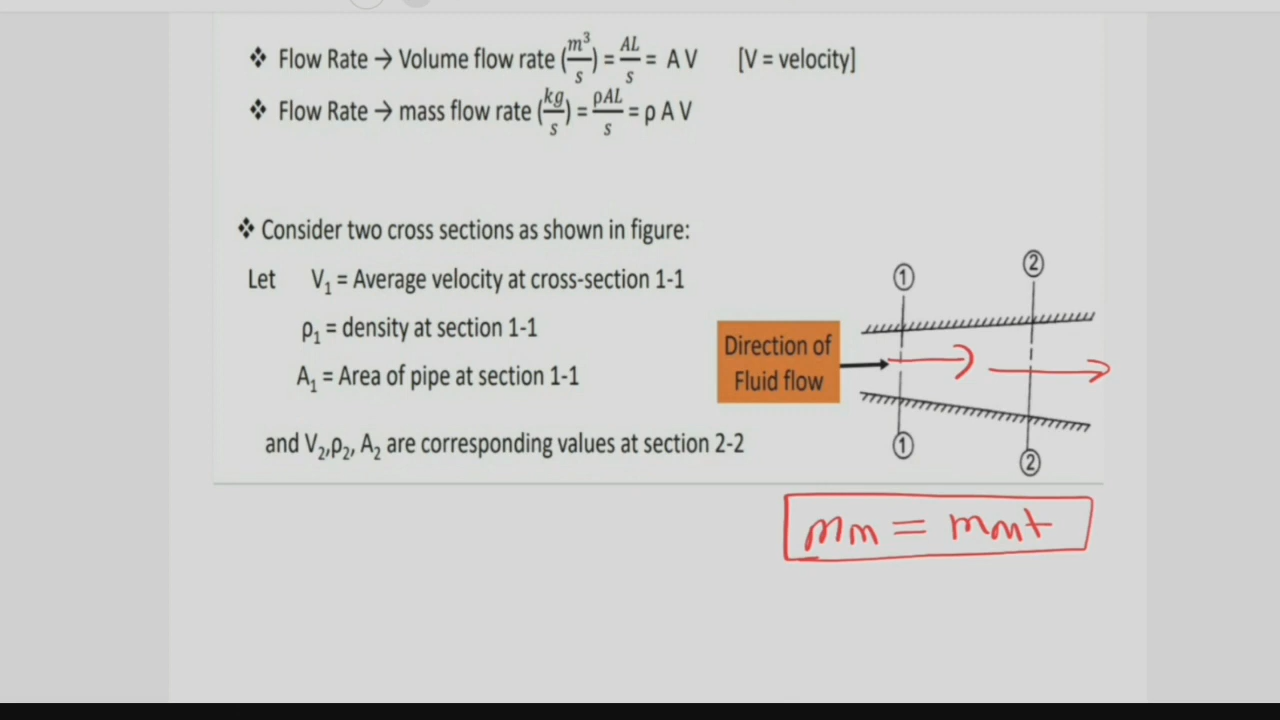 ❖ Flow Rate → Volume flow rate (m³/s) = AL/s = A V [V = velocity]
❖ Flow Rate → mass flow rate (kg/s) = ρAL/s = ρ A V
❖ Consider two cross sections as shown in figure:
Let V₁ = Average velocity at cross-section 1-1
ρ₁ = density at section 1-1
A₁ = Area of pipe at section 1-1
and V₂,ρ₂, A₂ are corresponding values at section 2-2
Direction of
Fluid flow
① ②
① ②
min = mout